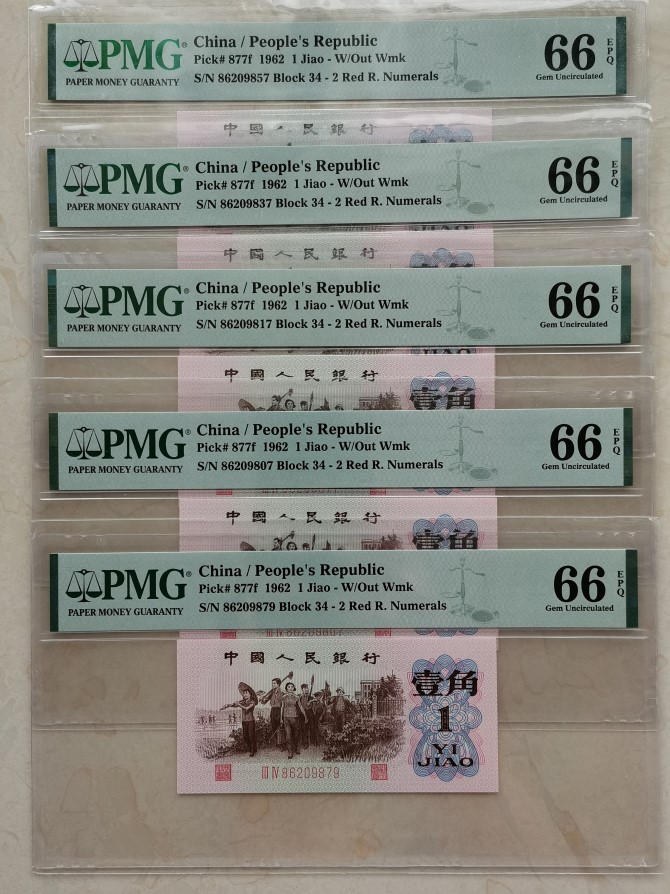 PMG®
PAPER MONEY GUARANTY
China / People's Republic
Pick# 877f 1962 1 Jiao - W/Out Wmk
S/N 86209857 Block 34 - 2 Red R. Numerals
66 EPQ
Gem Uncirculated
中國人民銀行
PMG®
PAPER MONEY GUARANTY
China / People's Republic
Pick# 877f 1962 1 Jiao - W/Out Wmk
S/N 86209837 Block 34 - 2 Red R. Numerals
66 EPQ
Gem Uncirculated
中國人民銀行
PMG®
PAPER MONEY GUARANTY
China / People's Republic
Pick# 877f 1962 1 Jiao - W/Out Wmk
S/N 86209817 Block 34 - 2 Red R. Numerals
66 EPQ
Gem Uncirculated
JIAO
中國人民銀行
壹角
PMG®
PAPER MONEY GUARANTY
China / People's Republic
Pick# 877f 1962 1 Jiao - W/Out Wmk
S/N 86209807 Block 34 - 2 Red R. Numerals
66 EPQ
Gem Uncirculated
中國人民銀行
壹角
PMG®
PAPER MONEY GUARANTY
China / People's Republic
Pick# 877f 1962 1 Jiao - W/Out Wmk
S/N 86209879 Block 34 - 2 Red R. Numerals
66 EPQ
Gem Uncirculated
III IV 86209807
中國人民銀行
壹角
1
YI
JIAO
III IV 86209879